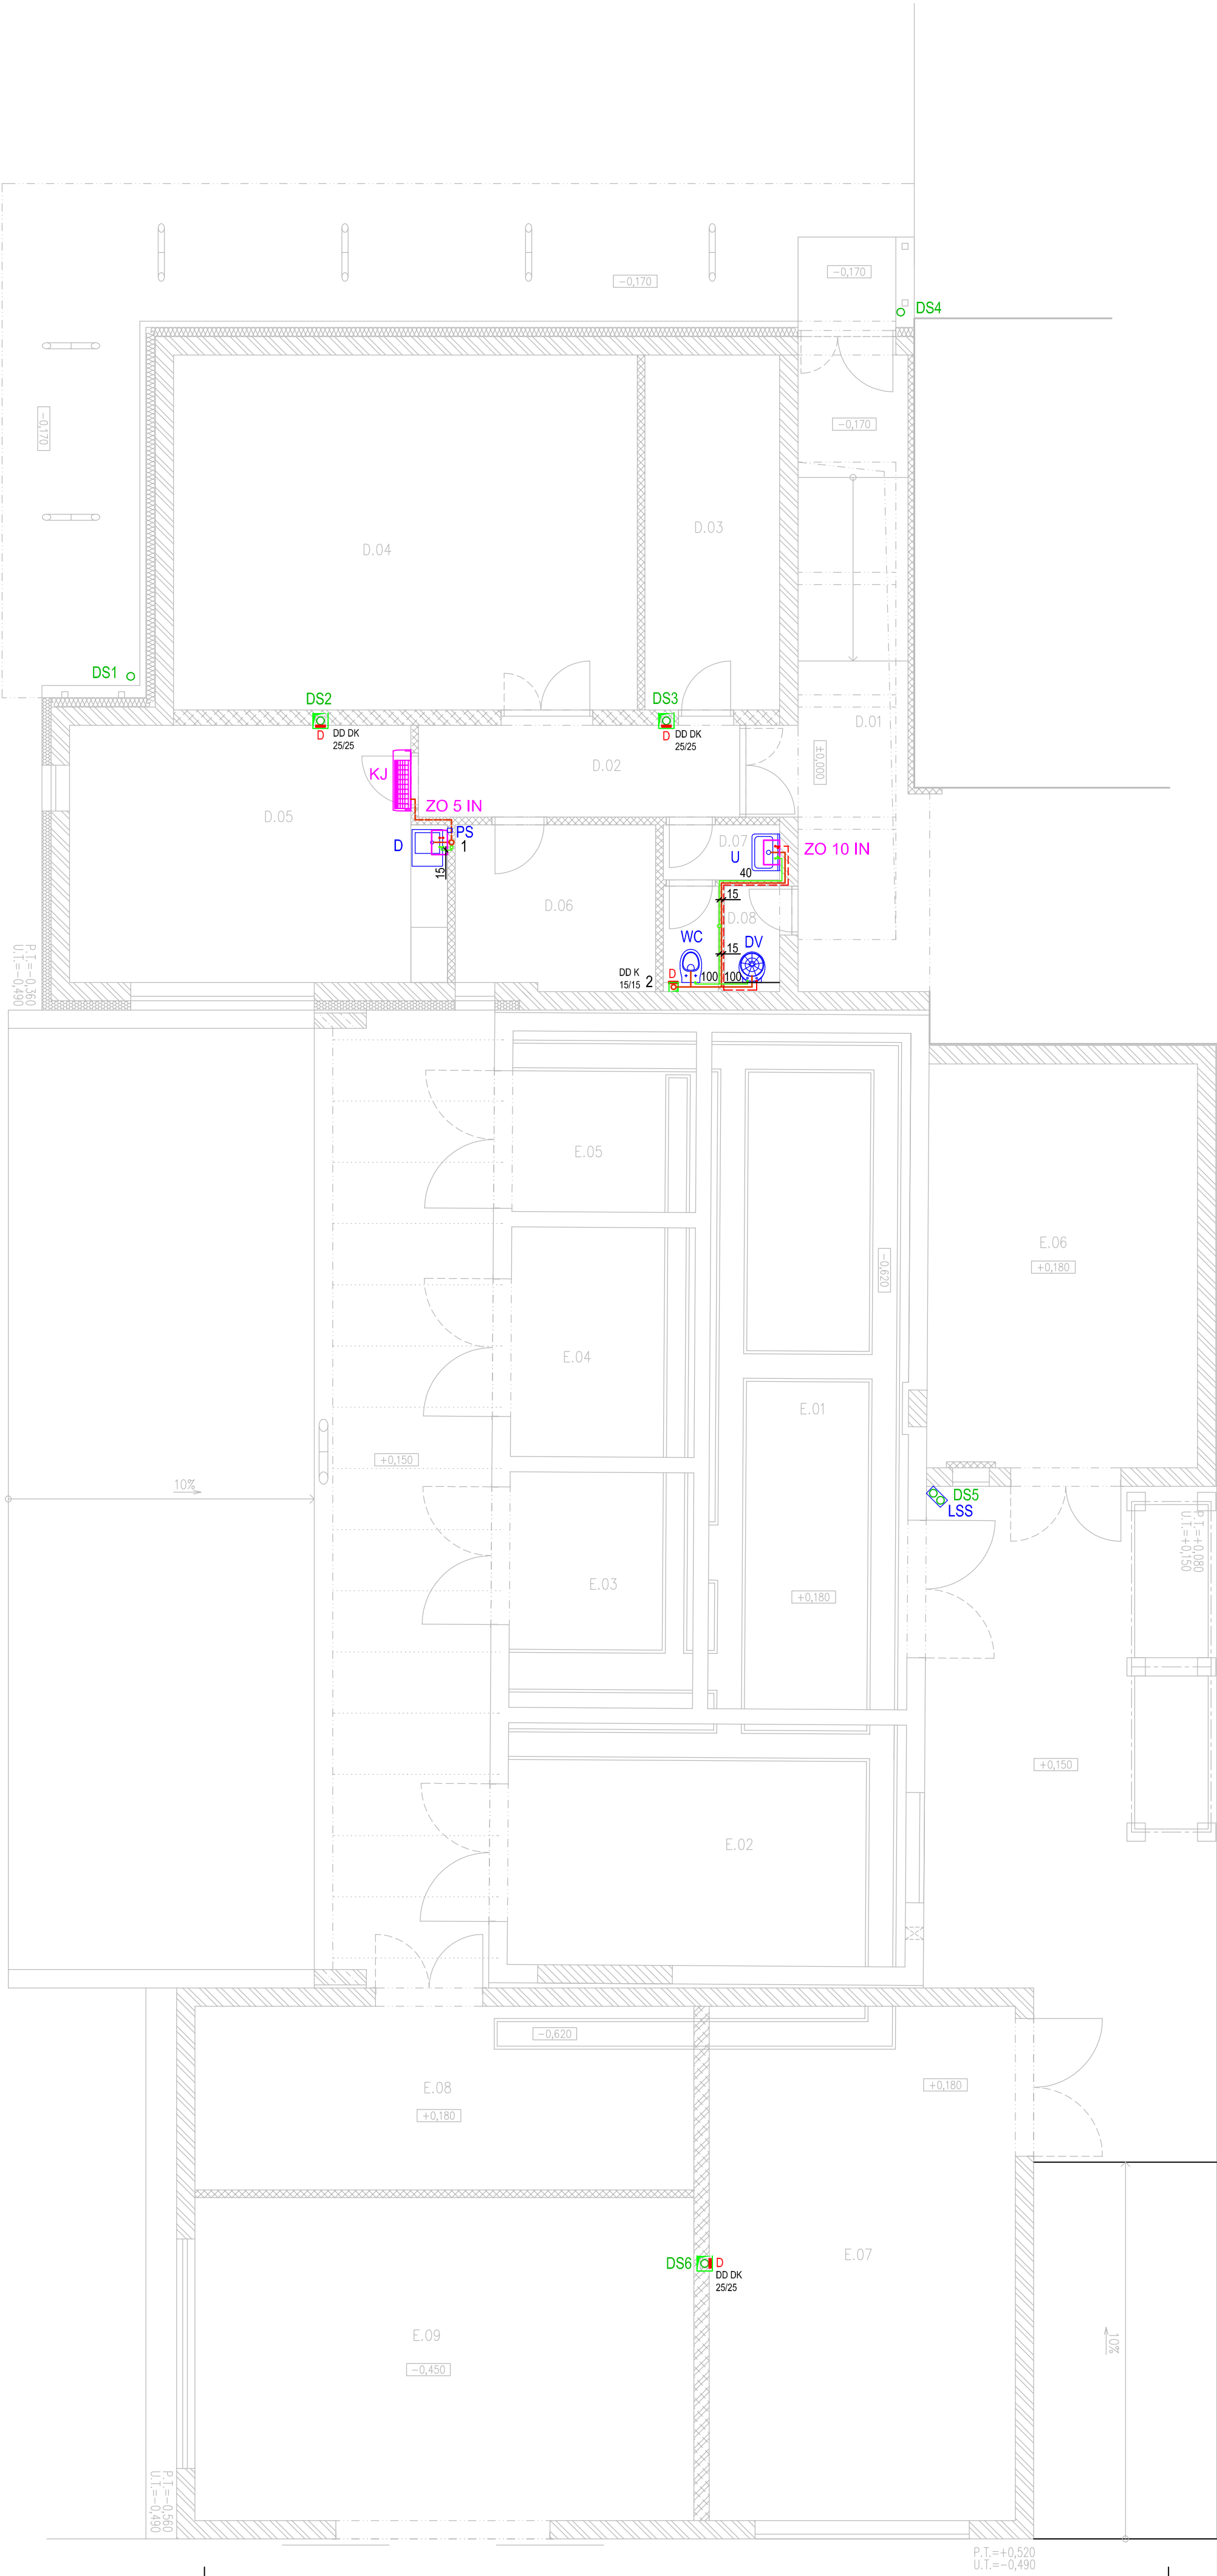 -0,170
-0,170
DS4
-0,170
-0,170
D.03
D.04
DS1
DS2
DS3
D
DD DK
25/25
D
DD DK
25/25
D.01
±0,000
D.02
KJ
ZO 5 IN
D.05
PS
D
1
15
D.07
U
ZO 10 IN
40
15
D.06
D.08
WC
DV
15
P.T.=-0,360
U.T.=-0,490
DD K
15/15
2
D
100
100
E.05
E.06
+0,180
-0,620
E.04
E.01
+0,150
10%
DS5
LSS
P.T.=+0,080
U.T.=+0,150
E.03
+0,180
+0,150
E.02
-0,620
E.08
+0,180
+0,180
E.07
DS6
D
DD DK
25/25
E.09
-0,450
10%
P.T.=-0,560
U.T.=-0,490
P.T.=+0,520
U.T.=-0,490